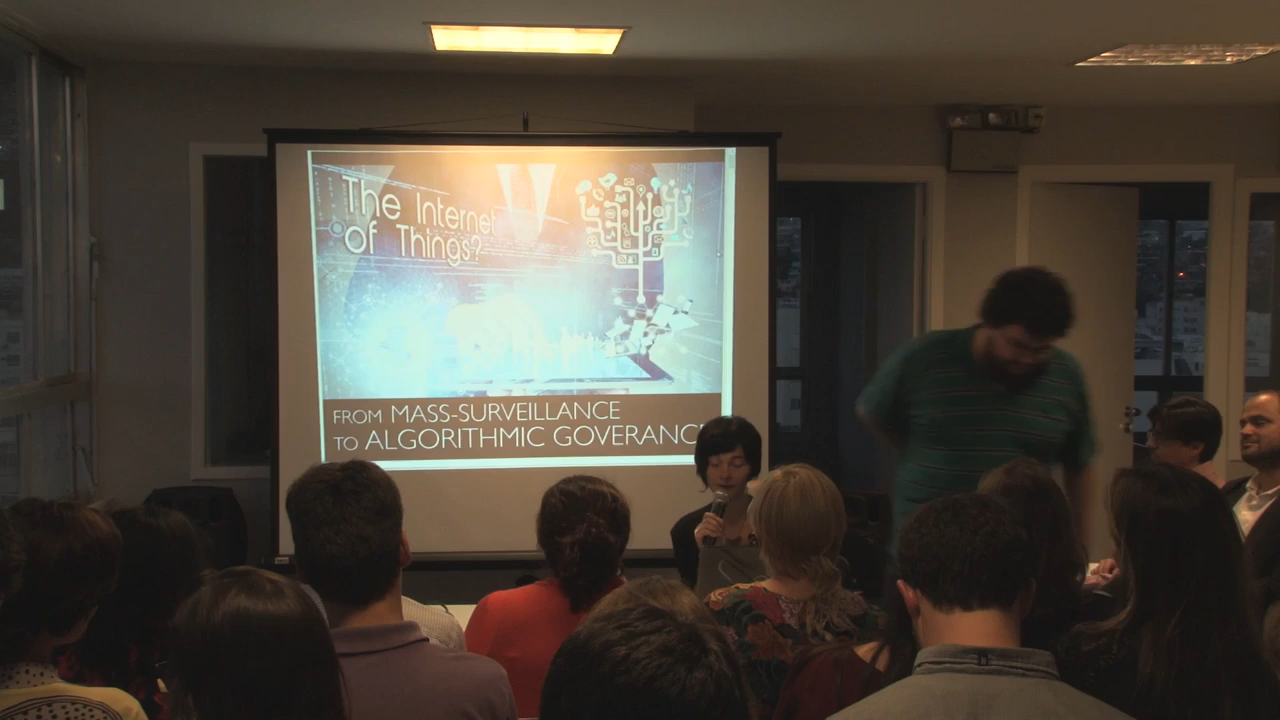 The Internet
of Things?
FROM MASS-SURVEILLANCE
TO ALGORITHMIC GOVERANC